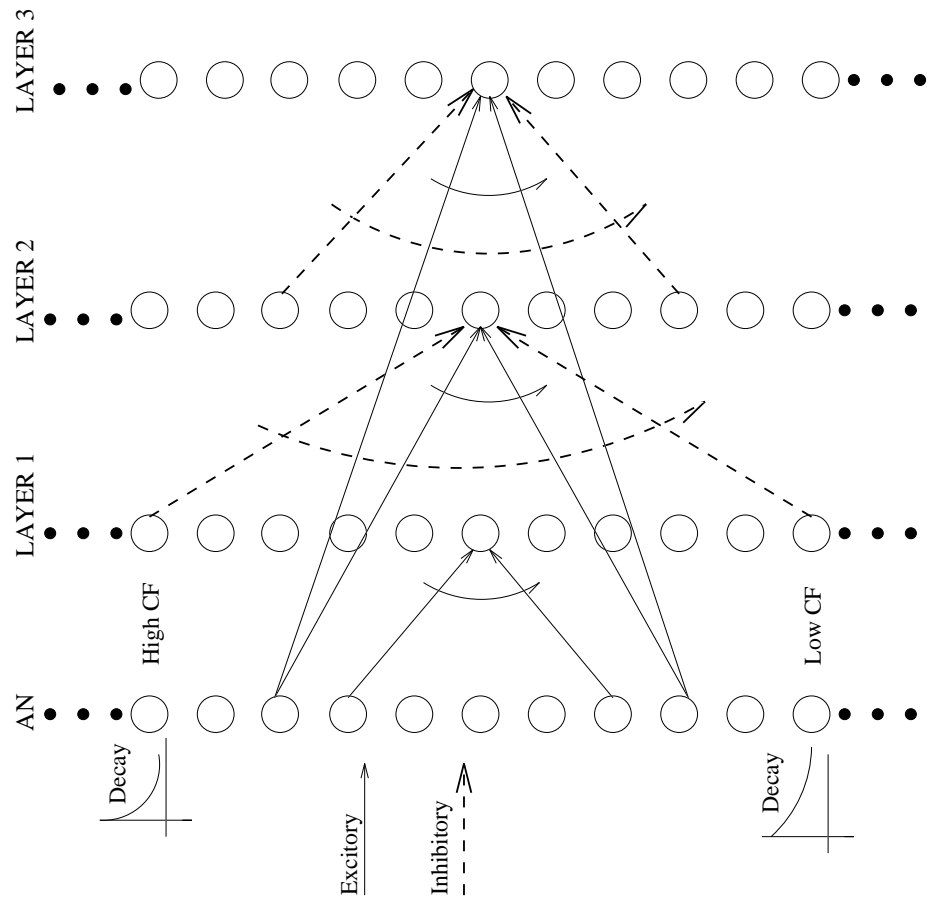 LAYER 3
LAYER 2
LAYER 1
High CF
Low CF
AN
Decay
Decay
Excitory
Inhibitory